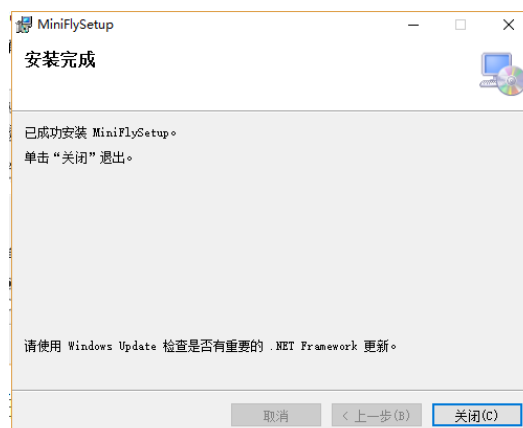 MiniFlySetup
安装完成
已成功安装 MiniFlySetup。
单击“关闭”退出。
请使用 Windows Update 检查是否有重要的 .NET Framework 更新。
取消
< 上一步(B)
关闭(C)